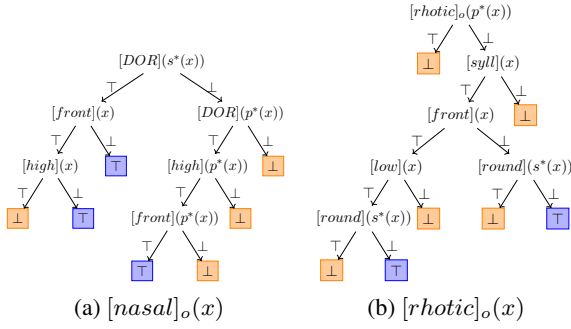 [rhotic]ₒ(p*(x))
[DOR](s*(x))
⊤ ⊥
⊥ [syll](x)
⊤ ⊥
⊤ ⊥
[front](x) [DOR](p*(x))
[front](x) ⊥
⊤ ⊥ ⊤ ⊥
⊤ ⊥
[high](x) ⊤ [high](p*(x)) ⊥
[low](x) [round](s*(x))
⊤ ⊥ ⊤ ⊥
⊤ ⊥ ⊤ ⊥
⊥ ⊤ [front](p*(x)) ⊥
[round](s*(x)) ⊥ ⊥ ⊤
⊤ ⊥
⊤ ⊥
⊤ ⊥
⊥ ⊤
(a) [nasal]ₒ(x)
(b) [rhotic]ₒ(x)